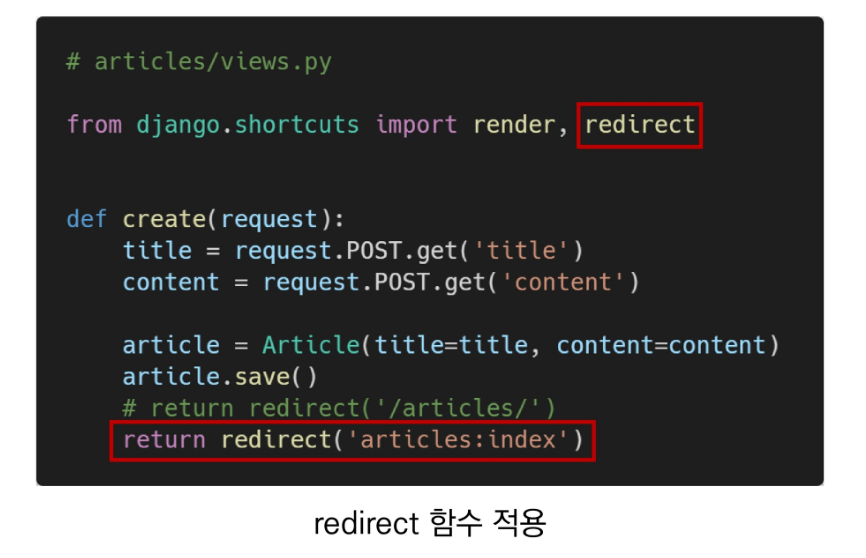 # articles/views.py
from django.shortcuts import render, redirect
def create(request):
    title = request.POST.get('title')
    content = request.POST.get('content')
    article = Article(title=title, content=content)
    article.save()
    # return redirect('/articles/')
    return redirect('articles:index')
redirect 함수 적용